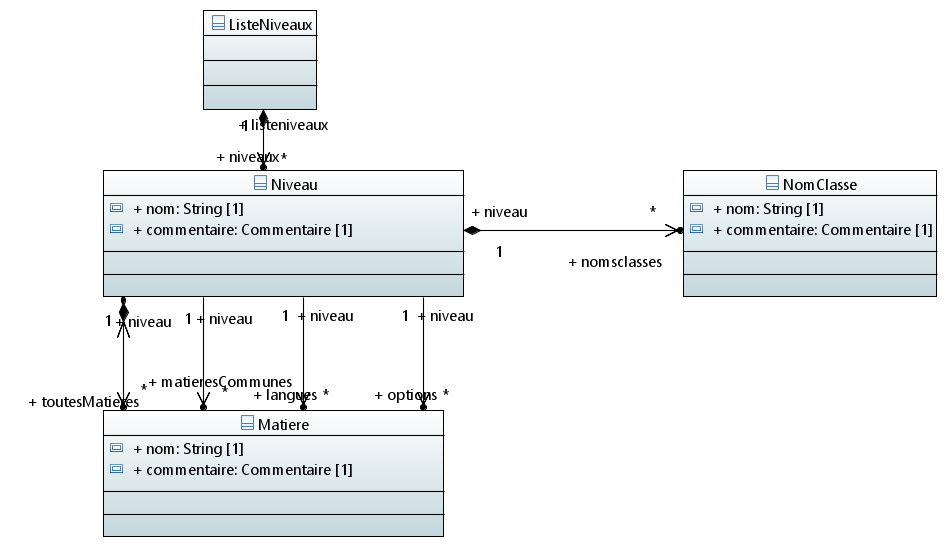 ListeNiveaux
1
+ listeniveaux
+ niveaux *
Niveau
+ nom: String [1]
+ commentaire: Commentaire [1]
+ niveau
*
1
+ nomsclasses
NomClasse
+ nom: String [1]
+ commentaire: Commentaire [1]
1 + niveau
1 + niveau
1 + niveau
1 + niveau
+ toutesMatieres
*
+ matieresCommunes
*
+ langues *
+ options *
Matiere
+ nom: String [1]
+ commentaire: Commentaire [1]